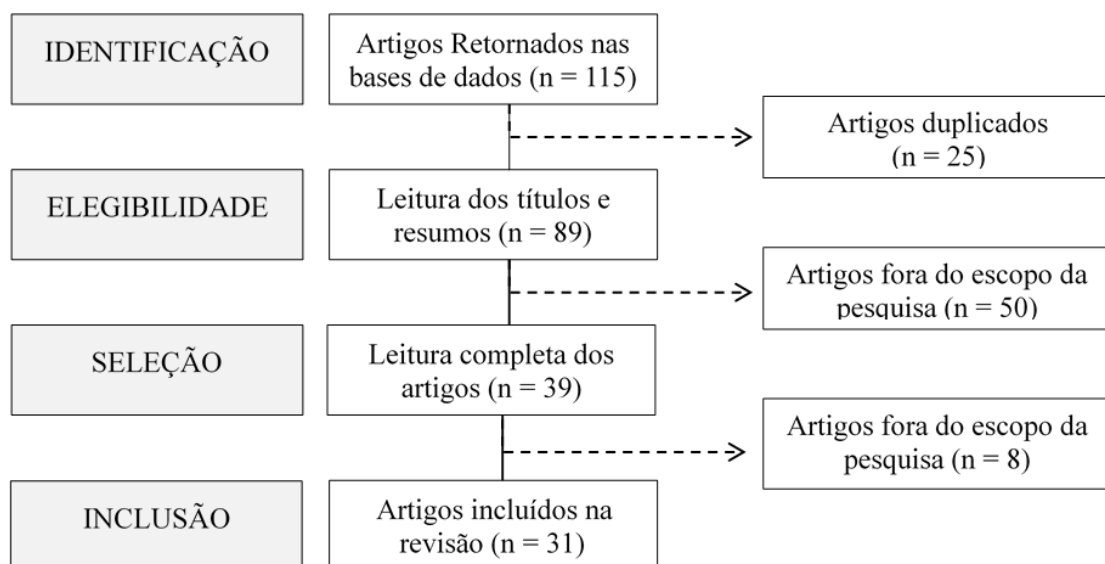 IDENTIFICAÇÃO
Artigos Retornados nas
bases de dados (n = 115)
Artigos duplicados
(n = 25)
ELEGIBILIDADE
Leitura dos títulos e
resumos (n = 89)
Artigos fora do escopo da
pesquisa (n = 50)
SELEÇÃO
Leitura completa dos
artigos (n = 39)
Artigos fora do escopo da
pesquisa (n = 8)
INCLUSÃO
Artigos incluídos na
revisão (n = 31)